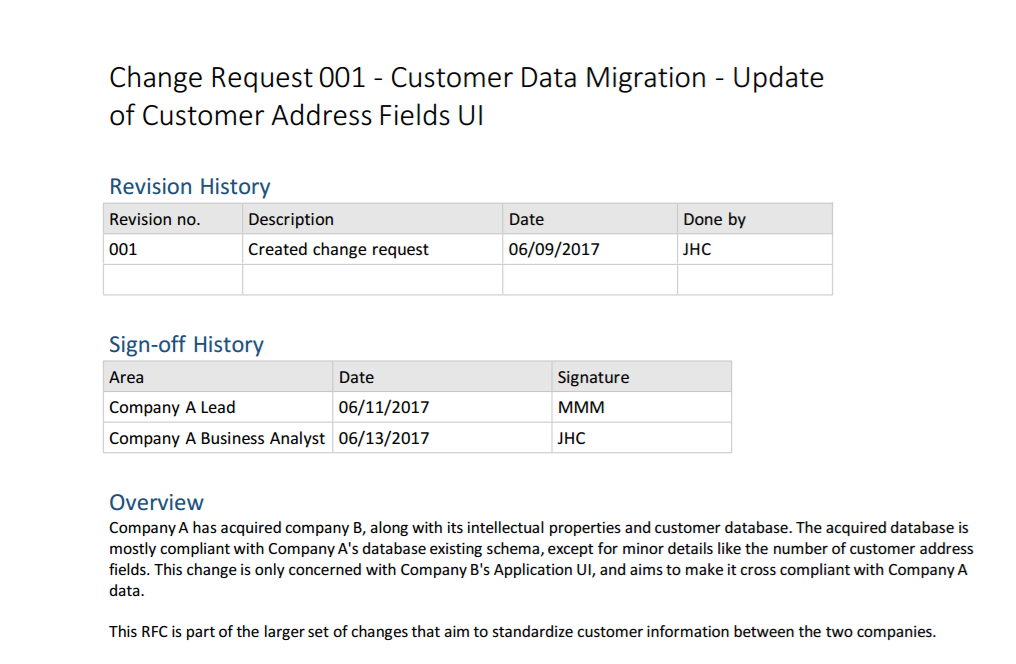 Change Request 001 - Customer Data Migration - Update
of Customer Address Fields UI
Revision History
Revision no. Description Date Done by
001 Created change request 06/09/2017 JHC
Sign-off History
Area Date Signature
Company A Lead 06/11/2017 MMM
Company A Business Analyst 06/13/2017 JHC
Overview
Company A has acquired company B, along with its intellectual properties and customer database. The acquired database is
mostly compliant with Company A's database existing schema, except for minor details like the number of customer address
fields. This change is only concerned with Company B's Application UI, and aims to make it cross compliant with Company A
data.
This RFC is part of the larger set of changes that aim to standardize customer information between the two companies.